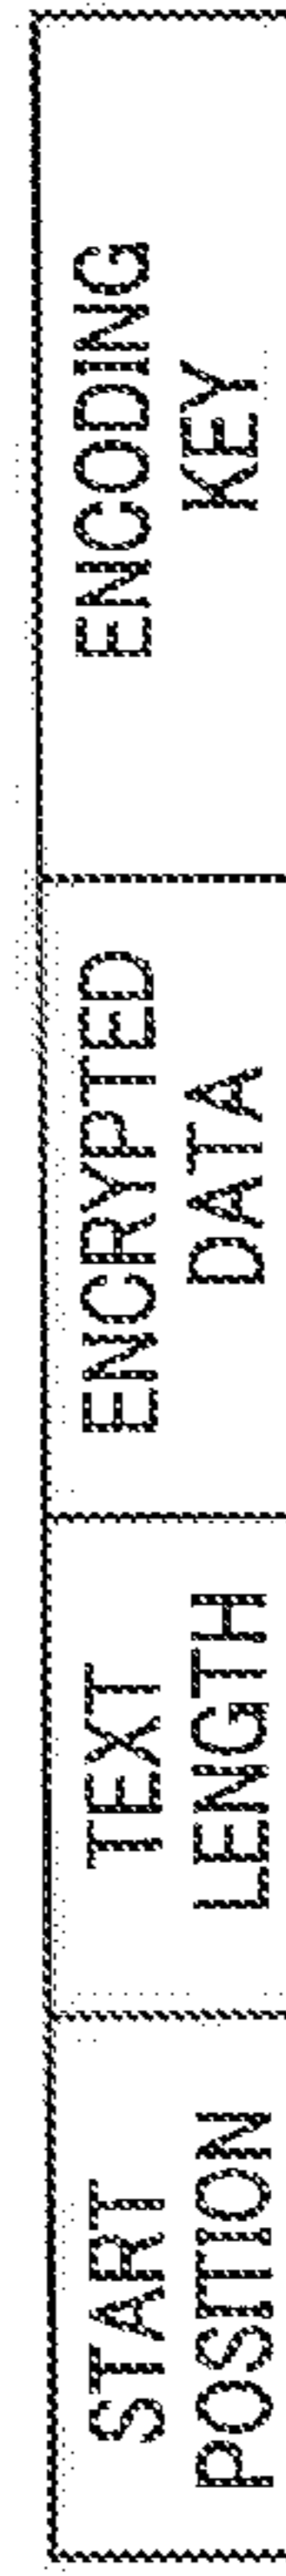 START
POSITION
TEXT
LENGTH
ENCRYPTED
DATA
ENCODING
KEY